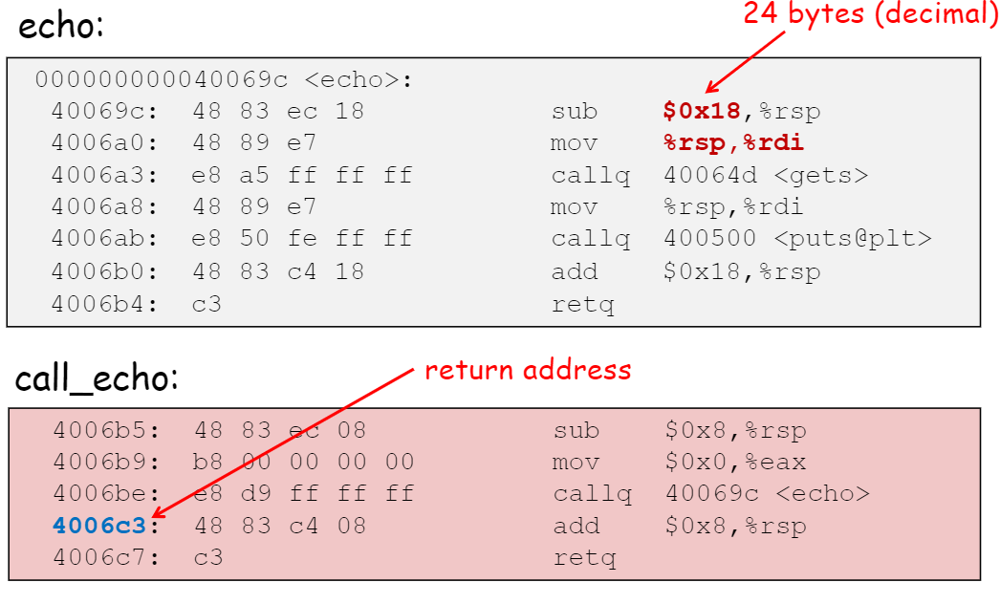 24 bytes (decimal)
echo:
000000000040069c <echo>:
40069c: 48 83 ec 18 sub $0x18,%rsp
4006a0: 48 89 e7 mov %rsp,%rdi
4006a3: e8 a5 ff ff ff callq 40064d <gets>
4006a8: 48 89 e7 mov %rsp,%rdi
4006ab: e8 50 fe ff ff callq 400500 <puts@plt>
4006b0: 48 83 c4 18 add $0x18,%rsp
4006b4: c3 retq
return address
call_echo:
4006b5: 48 83 ec 08 sub $0x8,%rsp
4006b9: b8 00 00 00 00 mov $0x0,%eax
4006be: e8 d9 ff ff ff callq 40069c <echo>
4006c3: 48 83 c4 08 add $0x8,%rsp
4006c7: c3 retq